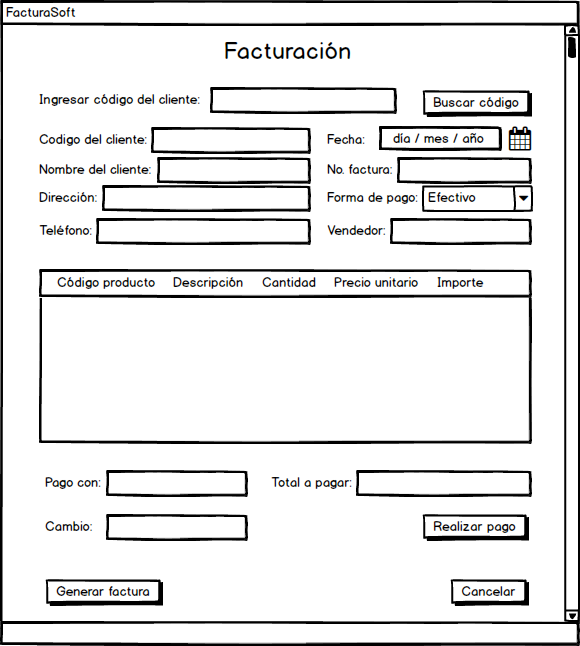 FacturaSoft
Facturación
Ingresar código del cliente: Buscar código
Codigo del cliente: Fecha: día / mes / año
Nombre del cliente: No. factura:
Dirección: Forma de pago: Efectivo
Teléfono: Vendedor:
Código producto Descripción Cantidad Precio unitario Importe
Pago con: Total a pagar:
Cambio: Realizar pago
Generar factura Cancelar